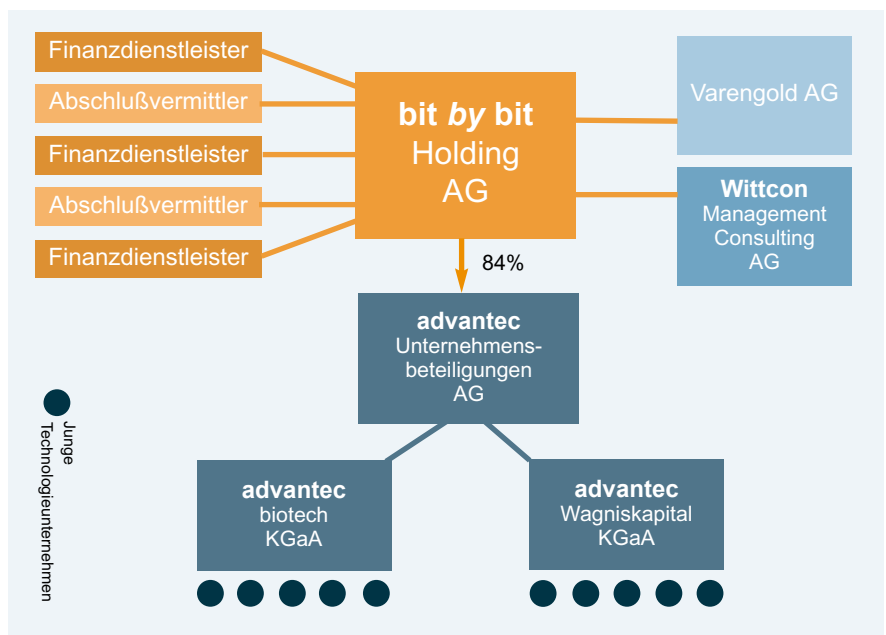 Finanzdienstleister
Abschlußvermittler
Finanzdienstleister
Abschlußvermittler
Finanzdienstleister
bit by bit
Holding
AG
Varengold AG
Wittcon
Management
Consulting
AG
84%
advantec
Unternehmens-
beteiligungen
AG
Junge
Technologieunternehmen
advantec
biotech
KGaA
advantec
Wagniskapital
KGaA